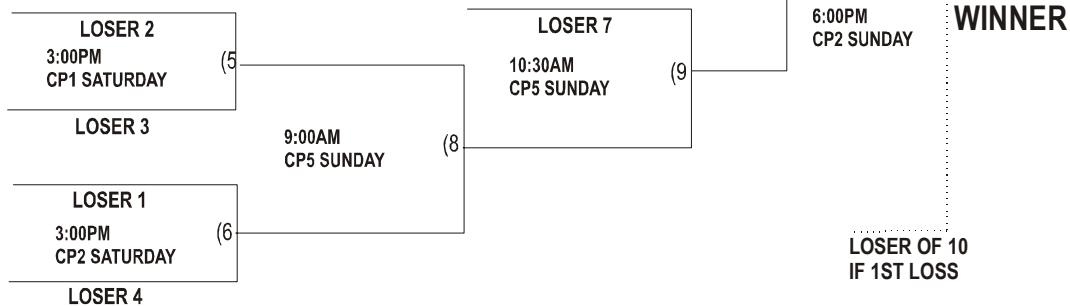 LOSER 2
3:00PM
CP1 SATURDAY
(5
LOSER 3
LOSER 7
10:30AM
CP5 SUNDAY
(9
6:00PM
CP2 SUNDAY
WINNER
9:00AM
CP5 SUNDAY
(8
LOSER 1
3:00PM
CP2 SATURDAY
(6
LOSER 4
LOSER OF 10
IF 1ST LOSS